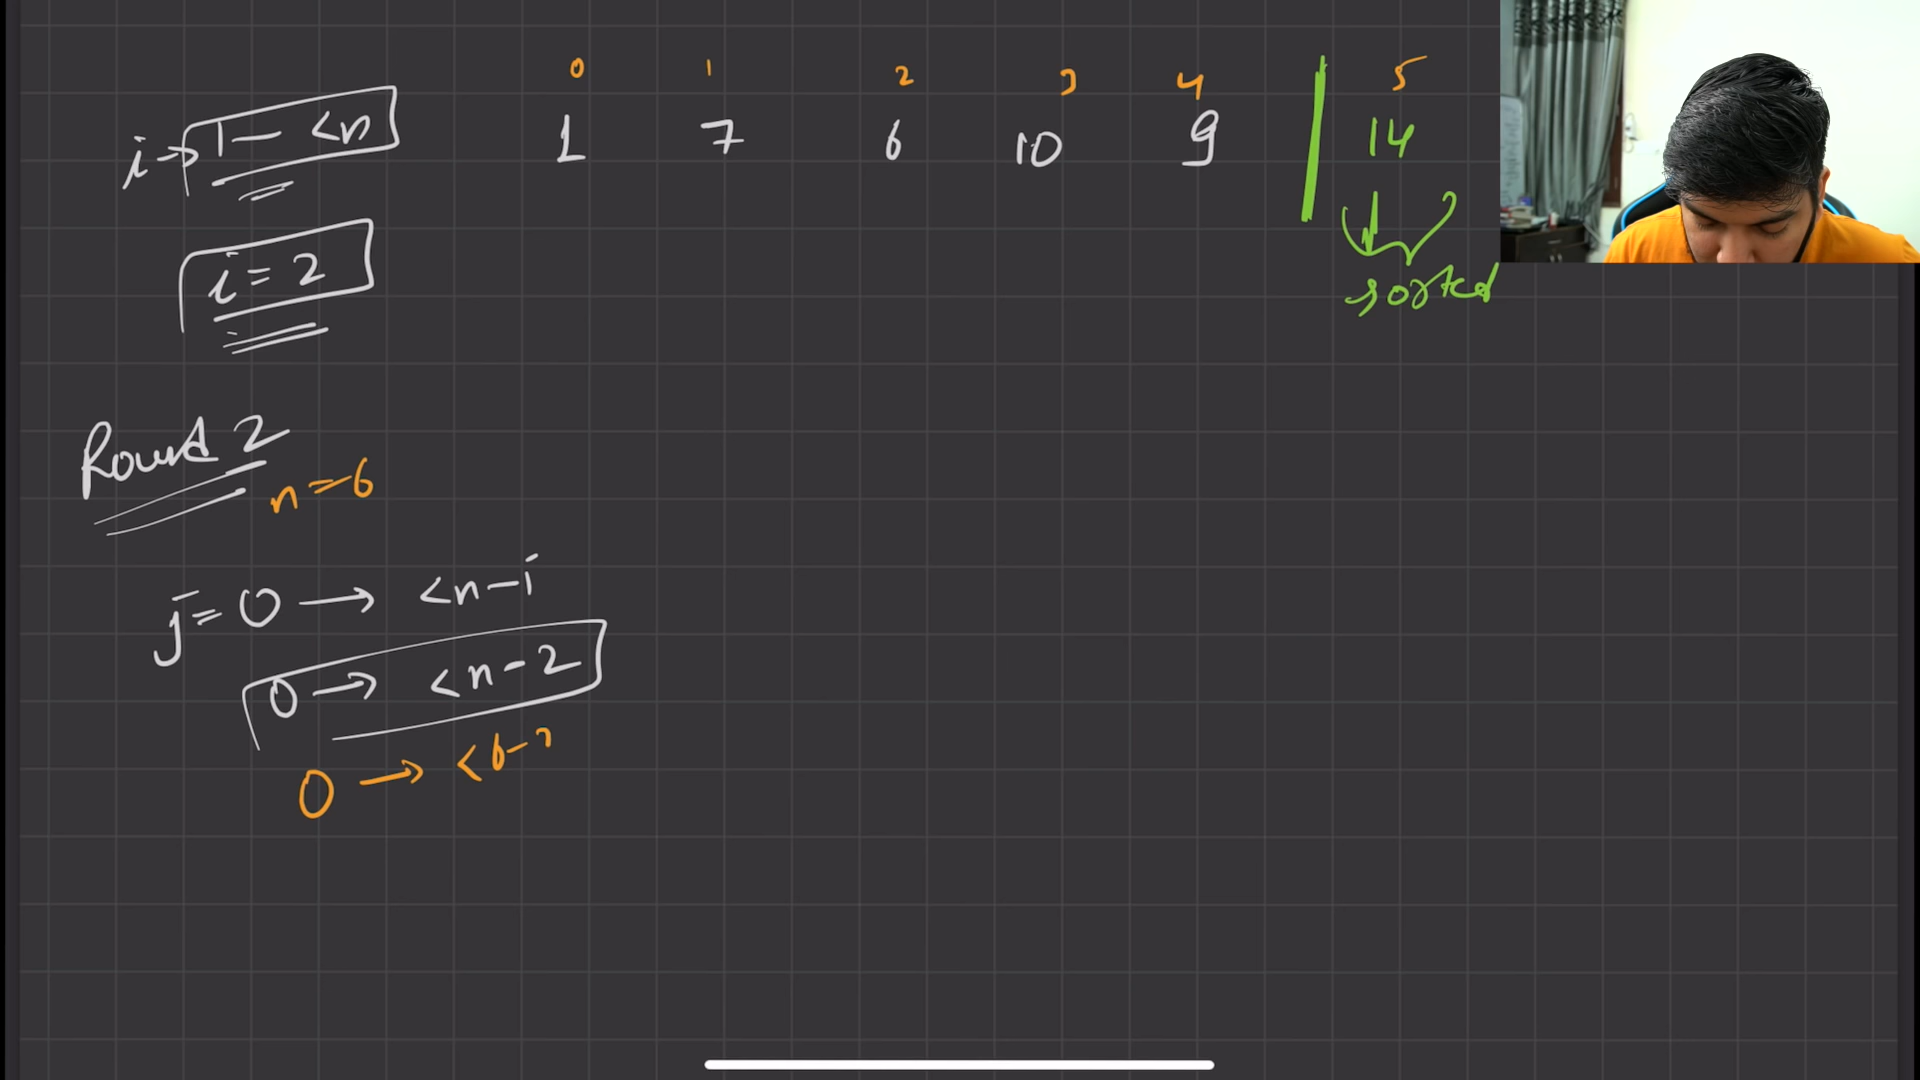 0 1 2 3 4 5
i → 1 — <n
1 7 6 10 9 14
i = 2
sorted
Round 2
n = 6
j = 0 → <n-i
0 → <n-2
0 → <6-2